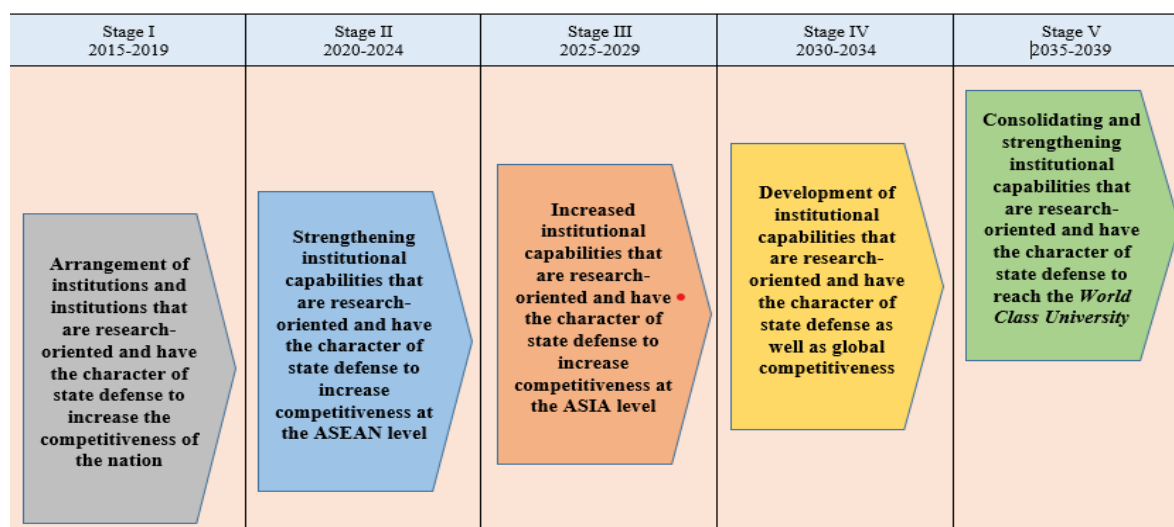 Stage I
2015-2019
Stage II
2020-2024
Stage III
2025-2029
Stage IV
2030-2034
Stage V
2035-2039
Arrangement of
institutions and
institutions that
are research-
oriented and have
the character of
state defense to
increase the
competitiveness of
the nation
Strengthening
institutional
capabilities that
are research-
oriented and have
the character of
state defense to
increase
competitiveness at
the ASEAN level
Increased
institutional
capabilities that
are research-
oriented and have
the character of
state defense to
increase
competitiveness at
the ASIA level
Development of
institutional
capabilities that
are research-
oriented and have
the character of
state defense as
well as global
competitiveness
Consolidating and
strengthening
institutional
capabilities that
are research-
oriented and have
the character of
state defense to
reach the World
Class University